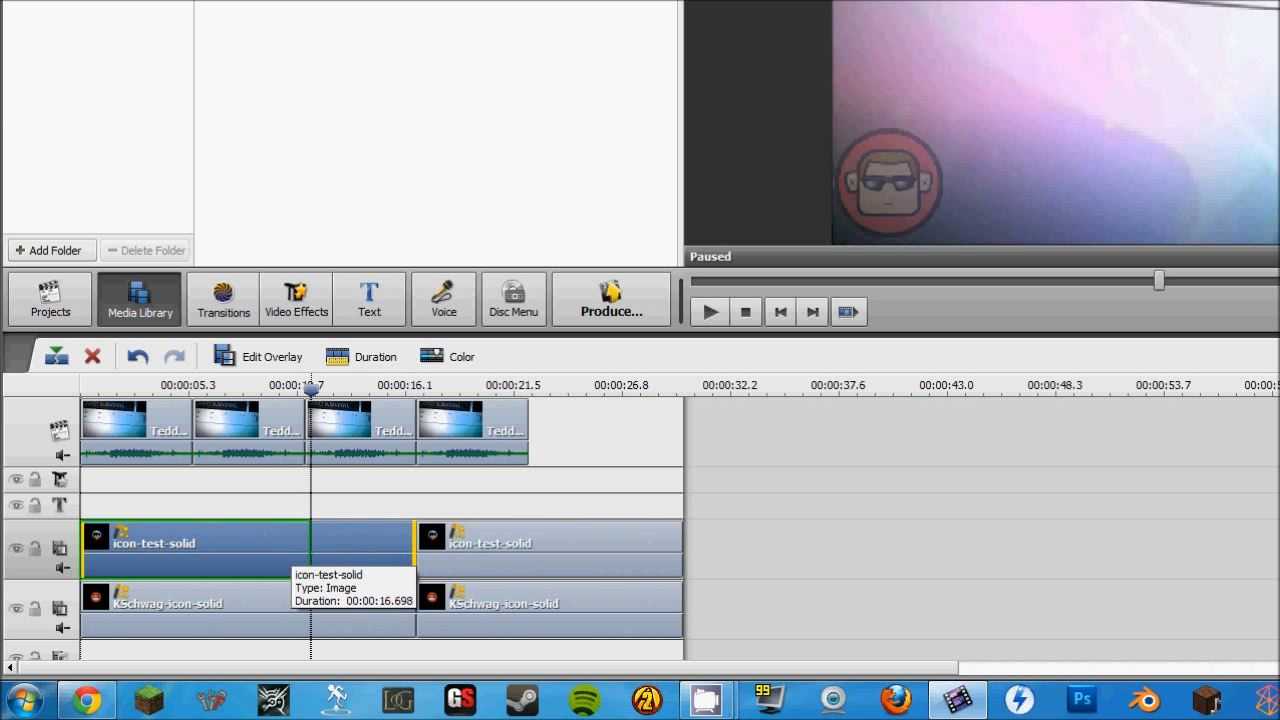 Add Folder
Delete Folder
Paused
Projects
Media Library
Transitions
Video Effects
Text
Voice
Disc Menu
Produce...
Edit Overlay
Duration
Color
00:00:05.3
00:00:16.1
00:00:21.5
00:00:26.8
00:00:32.2
00:00:37.6
00:00:43.0
00:00:48.3
00:00:53.7
Tedd...
Tedd...
Tedd...
Tedd...
T
icon-test-solid
icon-test-solid
icon-test-solid
Type: Image
Duration: 00:00:16.698
KSchwag-icon-solid
KSchwag-icon-solid
GS
99
Ps